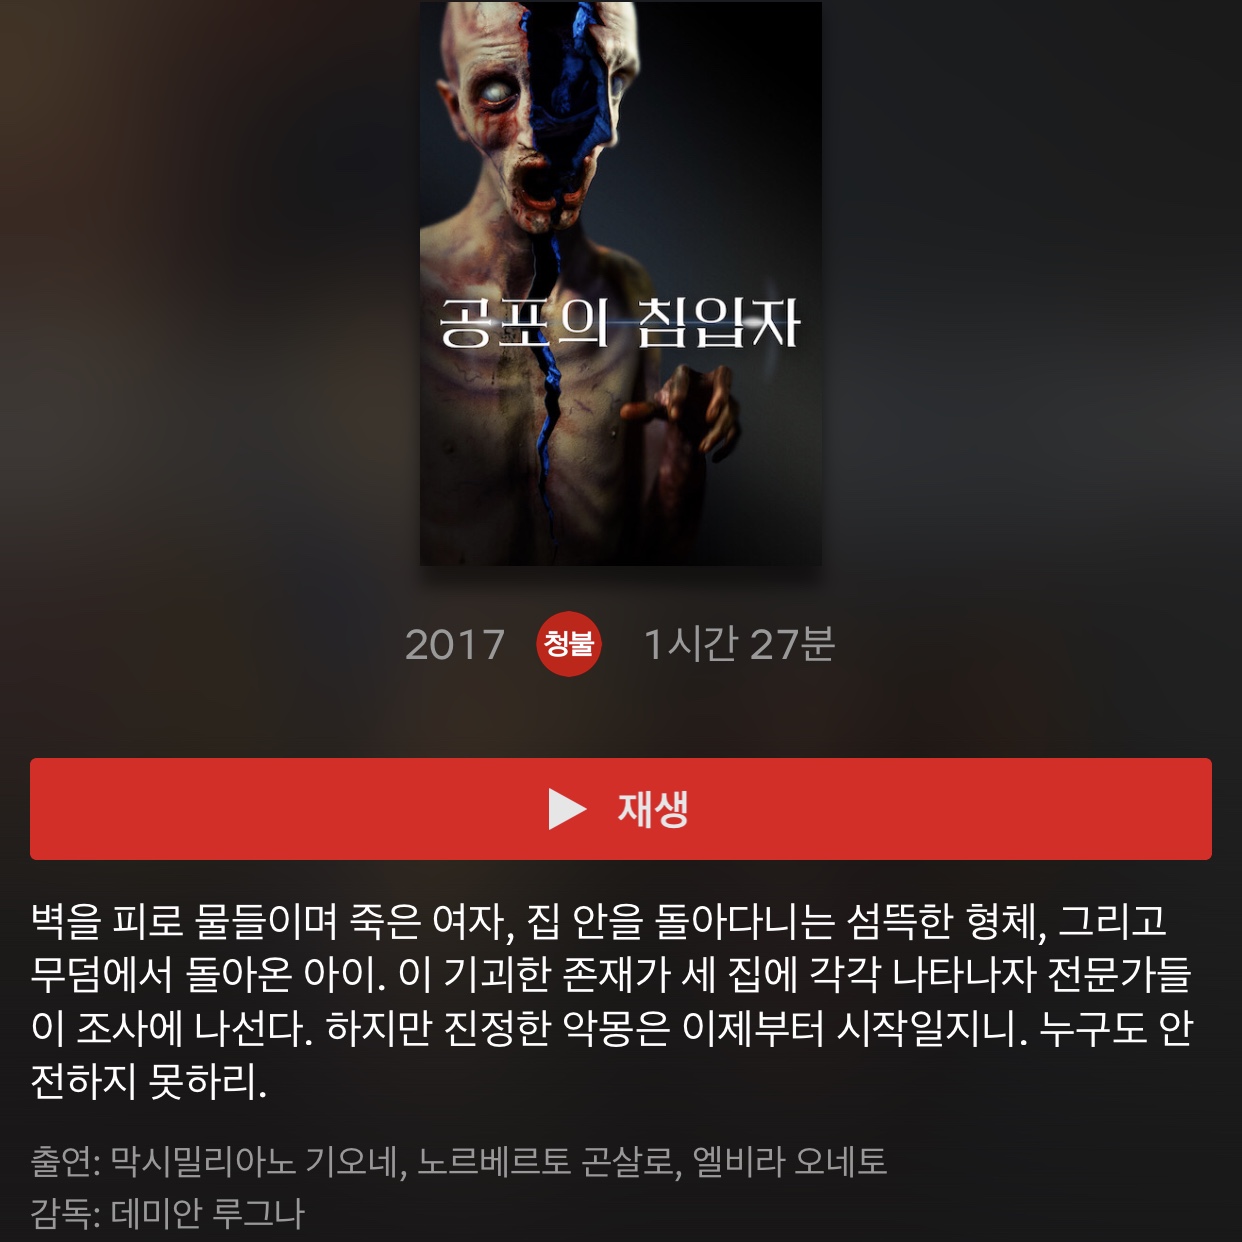 공포의 침입자
2017 청불 1시간 27분
재생
벽을 피로 물들이며 죽은 여자, 집 안을 돌아다니는 섬뜩한 형체, 그리고
무덤에서 돌아온 아이. 이 기괴한 존재가 세 집에 각각 나타나자 전문가들
이 조사에 나선다. 하지만 진정한 악몽은 이제부터 시작일지니. 누구도 안
전하지 못하리.
출연: 막시밀리아노 기오네, 노르베르토 곤살로, 엘비라 오네토
감독: 데미안 루그나